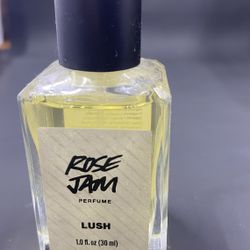 ROSE
JAM
PERFUME
LUSH
1.0 fl. oz (30 ml)